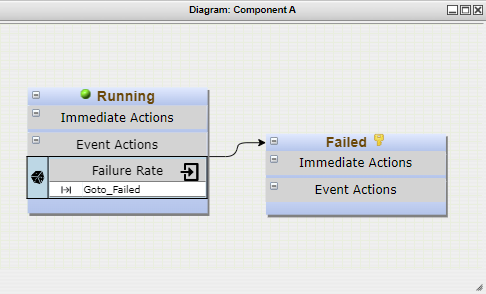 Diagram: Component A
Running
Immediate Actions
Event Actions
Failure Rate
Goto_Failed
Failed
Immediate Actions
Event Actions